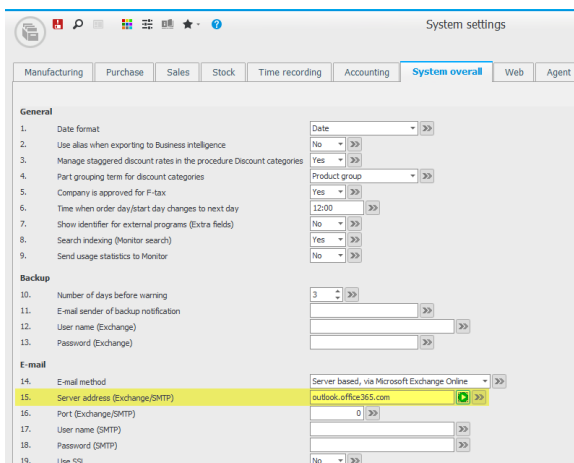 System settings
Manufacturing Purchase Sales Stock Time recording Accounting System overall Web Agent
General
1. Date format Date
2. Use alias when exporting to Business intelligence No
3. Manage staggered discount rates in the procedure Discount categories Yes
4. Part grouping term for discount categories Product group
5. Company is approved for F-tax Yes
6. Time when order day/start day changes to next day 12:00
7. Show identifier for external programs (Extra fields) No
8. Search indexing (Monitor search) Yes
9. Send usage statistics to Monitor No
Backup
10. Number of days before warning 3
11. E-mail sender of backup notification
12. User name (Exchange)
13. Password (Exchange)
E-mail
14. E-mail method Server based, via Microsoft Exchange Online
15. Server address (Exchange/SMTP) outlook.office365.com
16. Port (Exchange/SMTP) 0
17. User name (SMTP)
18. Password (SMTP)
19. Use SSL No